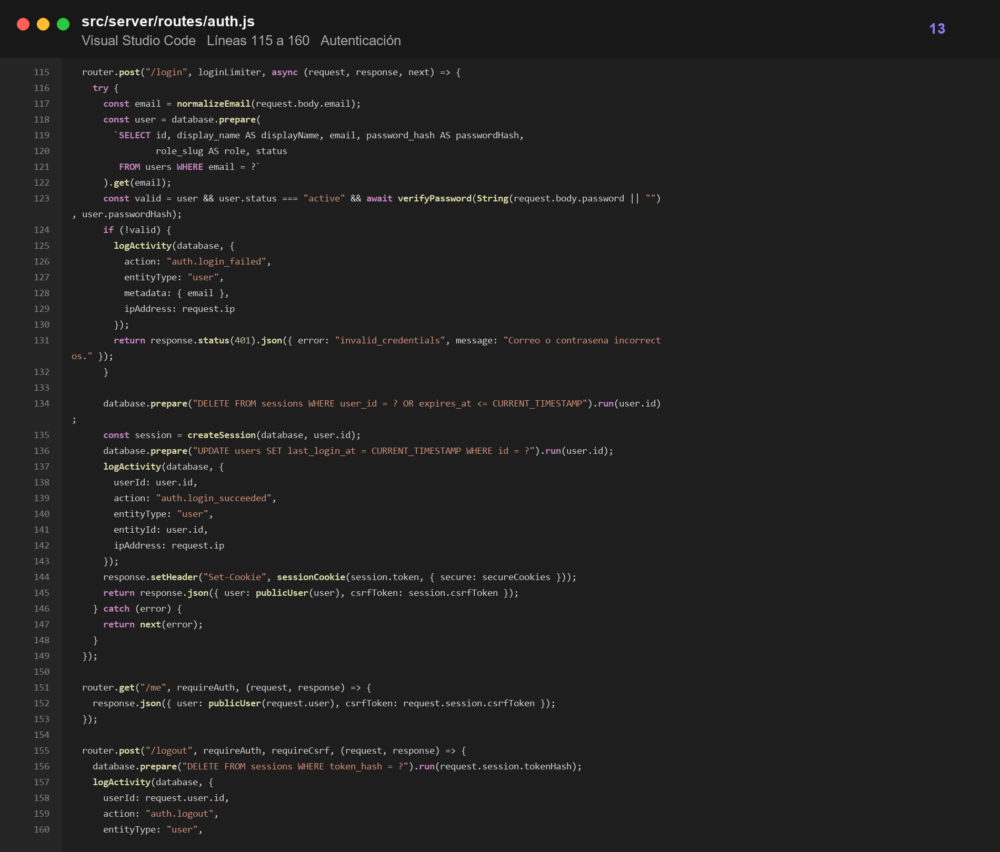 src/server/routes/auth.js
Visual Studio Code   Líneas 115 a 160   Autenticación
13
115   router.post("/login", loginLimiter, async (request, response, next) => {
116     try {
117       const email = normalizeEmail(request.body.email);
118       const user = database.prepare(
119         `SELECT id, display_name AS displayName, email, password_hash AS passwordHash,
120                 role_slug AS role, status
121          FROM users WHERE email = ?`
122       ).get(email);
123       const valid = user && user.status === "active" && await verifyPassword(String(request.body.password || "")
, user.passwordHash);
124       if (!valid) {
125         logActivity(database, {
126           action: "auth.login_failed",
127           entityType: "user",
128           metadata: { email },
129           ipAddress: request.ip
130         });
131         return response.status(401).json({ error: "invalid_credentials", message: "Correo o contrasena incorrect
os." });
132       }
133
134       database.prepare("DELETE FROM sessions WHERE user_id = ? OR expires_at <= CURRENT_TIMESTAMP").run(user.id)
;
135       const session = createSession(database, user.id);
136       database.prepare("UPDATE users SET last_login_at = CURRENT_TIMESTAMP WHERE id = ?").run(user.id);
137       logActivity(database, {
138         userId: user.id,
139         action: "auth.login_succeeded",
140         entityType: "user",
141         entityId: user.id,
142         ipAddress: request.ip
143       });
144       response.setHeader("Set-Cookie", sessionCookie(session.token, { secure: secureCookies }));
145       return response.json({ user: publicUser(user), csrfToken: session.csrfToken });
146     } catch (error) {
147       return next(error);
148     }
149   });
150
151   router.get("/me", requireAuth, (request, response) => {
152     response.json({ user: publicUser(request.user), csrfToken: request.session.csrfToken });
153   });
154
155   router.post("/logout", requireAuth, requireCsrf, (request, response) => {
156     database.prepare("DELETE FROM sessions WHERE token_hash = ?").run(request.session.tokenHash);
157     logActivity(database, {
158       userId: request.user.id,
159       action: "auth.logout",
160       entityType: "user",